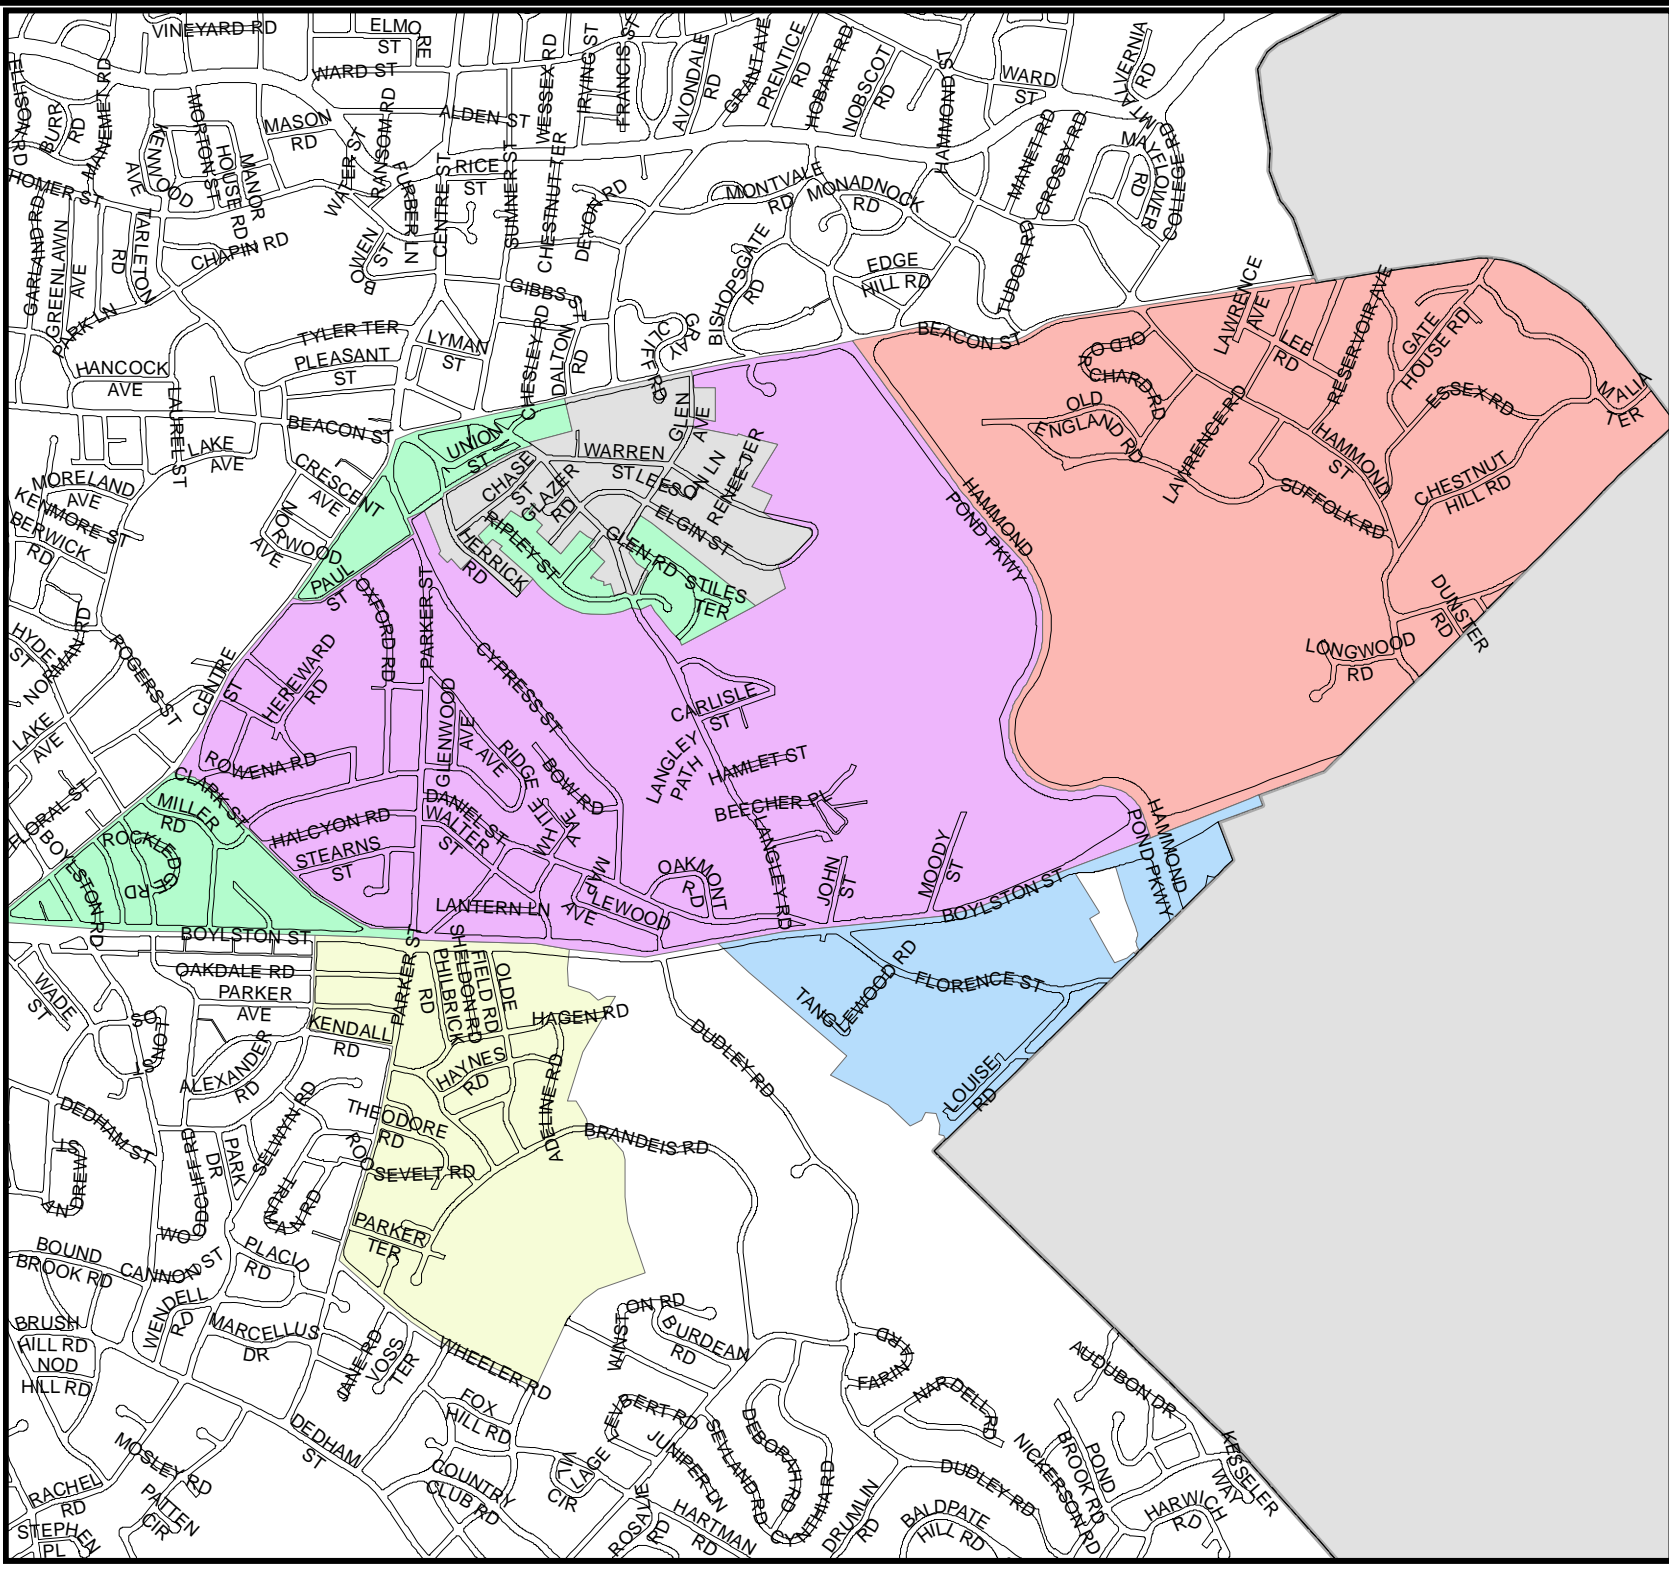 VINEYARD RD
ELMO
ST
RE
WARD ST
ALDEN ST
WESSEX RD
IRVING ST
FRANCIS ST
AVONDALE
RD
GRANT AVE
PRENTICE
RD
HOBART RD
NOBSCOT
RD
HAMMOND ST
WARD
ST
MT ALVERNIA
RD
COLLEGE RD
MAYFLOWER
RD
MANET RD
CROSBY RD
TUDOR RD
ELLISON RD
BURR
RD
MANEMET RD
KENWOOD
AVE
MORTON ST
HOUSE RD
MANOR
MASON
RD
WATER ST
RANSOM RD
FURBER LN
CENTRE ST
RICE
ST
SUMNER ST
CHESTNUT TER
DEVON RD
MONTVALE
RD
MONADNOCK
RD
HOMER ST
GARLAND RD
GREENLAWN
AVE
TARLETON
RD
CHAPIN RD
BOWEN
ST
GIBBS ST
BISHOPSGATE
RD
EDGE
HILL RD
PARK LN
TYLER TER
PLEASANT
ST
LYMAN
ST
CHESLEY RD
DALTON
RD
GRAY
CLIFF RD
BEACON ST
LAWRENCE
AVE
LEE
RD
RESERVOIR AVE
GATE
HOUSE RD
ESSEX RD
MALIA
TER
OLD ORCHARD RD
OLD
ENGLAND RD
LAWRENCE RD
HAMMOND
ST
SUFFOLK RD
CHESTNUT
HILL RD
DUNSTER
RD
LONGWOOD
RD
HANCOCK
AVE
LAUREL ST
LAKE
AVE
BEACON ST
CRESCENT
AVE
NORWOOD
AVE
MORELAND
AVE
KENMORE ST
BERWICK
RD
UNION
ST
CHASE
ST
GLAZER
RD
WARREN
ST
GLEN
AVE
LEESON LN
RENEE TER
ELGIN ST
RIPLEY ST
HERRICK
RD
GLEN RD
STILES
TER
HAMMOND
POND PKWY
PAUL
ST
OXFORD RD
PARKER ST
CYPRESS ST
HYDE
ST
NORMAN RD
ROGERS ST
CENTRE
ST
HEREWARD
RD
ROWENA RD
GLENWOOD
AVE
RIDGE
AVE
BOW RD
CARLISLE
ST
LANGLEY
PATH
HAMLET ST
BEECHER PL
LANGLEY RD
JOHN
ST
MOODY
ST
LAKE
AVE
FLORAL ST
BOYLSTON RD
CLARK ST
MILLER
RD
ROCKLEDGE
RD
HALCYON RD
STEARNS
ST
DANIEL ST
WALTER
ST
WHITE
AVE
MAPLEWOOD
AVE
OAKMONT
RD
LANTERN LN
BOYLSTON ST
HAMMOND
POND PKWY
BOYLSTON ST
OAKDALE RD
PARKER
AVE
WADE
ST
KENDALL
RD
PARKER ST
PHILBRICK
RD
SHELDON RD
OLDE
FIELD RD
HAGEN RD
HAYNES
RD
ADELINE RD
TANGLEWOOD RD
FLORENCE ST
LOUISE
RD
DUDLEY RD
ALEXANDER
RD
SELWYN RD
DEDHAM ST
THEODORE
RD
ROOSEVELT RD
BRANDEIS RD
ANDREW
ST
WOODCLIFF RD
PARK
DR
TRUMAN RD
PARKER
TER
BOUND
BROOK RD
CANNON ST
PLACID
RD
WENDELL
RD
MARCELLUS
DR
JANE RD
VOSS
TER
WHEELER RD
BRUSH
HILL RD
NOD
HILL RD
WINSTON RD
BURDEAN
RD
FARINA RD
NARDELL RD
AUDUBON DR
FOX
HILL RD
DEDHAM
ST
EVELBERT RD
JUNIPER LN
SEVLAND RD
DEBORAH RD
CYNTHIA RD
NICKERSON RD
POND
BROOK RD
KESSELER
WAY
HARWICH
RD
MOSLEY RD
RACHEL
RD
PATTEN
CIR
COUNTRY
CLUB RD
VILLAGE
CIR
ROSALIE
RD
HARTMAN
RD
DRUMLIN
RD
DUDLEY RD
BALDPATE
HILL RD
STEPHEN
PL